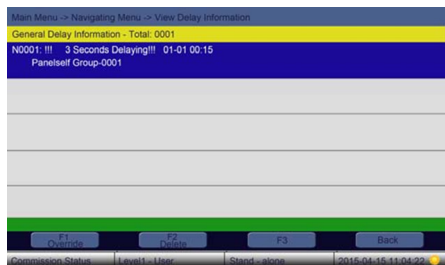 Main Menu -> Navigating Menu -> View Delay Information
General Delay Information - Total: 0001
N0001: !!! 3 Seconds Delaying!!! 01-01 00:15
Panelself Group-0001
F1 Override
F2 Delete
F3
Back
Commission Status Level1 - User Stand - alone 2015-04-15 11:04:22